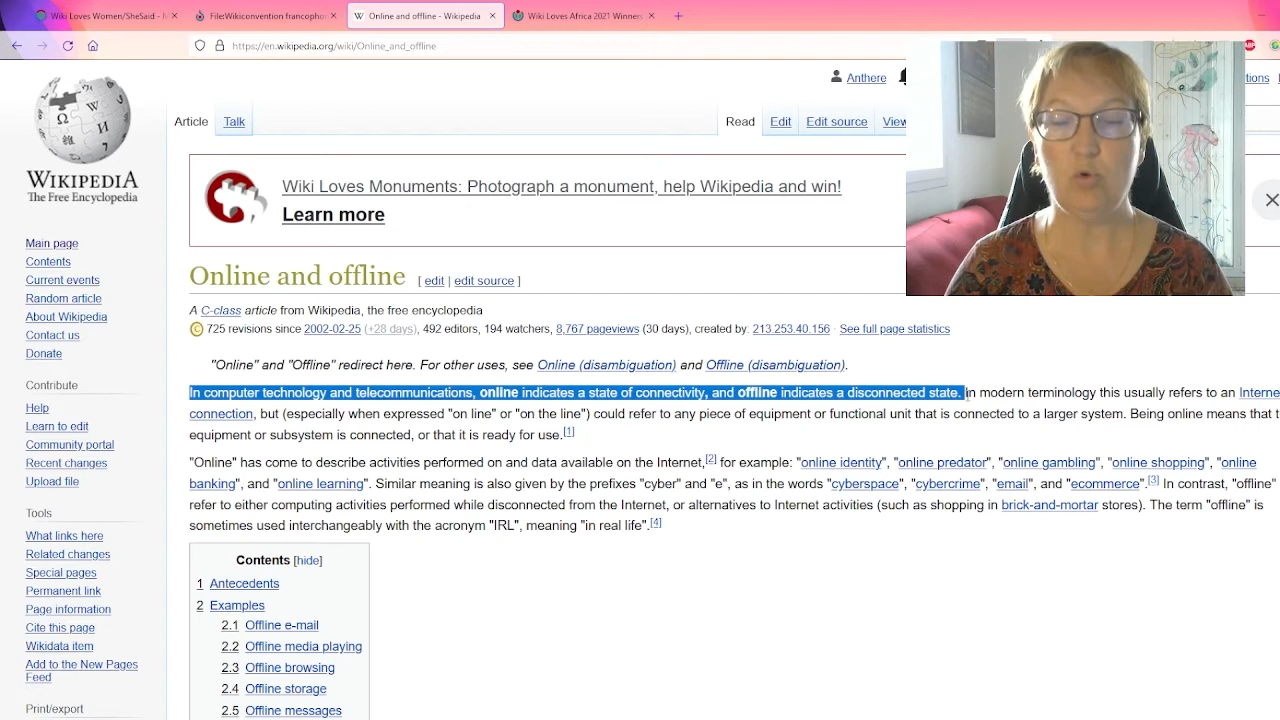 Wiki Loves Women/SheSaid - M
File:Wikiconvention francophon
Online and offline - Wikipedia
Wiki Loves Africa 2021 Winners
https://en.wikipedia.org/wiki/Online_and_offline
ABP
WIKIPEDIA
The Free Encyclopedia
Anthere
tions
Article
Talk
Read
Edit
Edit source
View
Wiki Loves Monuments: Photograph a monument, help Wikipedia and win!
Learn more
Main page
Contents
Current events
Random article
About Wikipedia
Contact us
Donate
Contribute
Help
Learn to edit
Community portal
Recent changes
Upload file
Tools
What links here
Related changes
Special pages
Permanent link
Page information
Cite this page
Wikidata item
Add to the New Pages
Feed
Print/export
Online and offline [ edit | edit source ]
A C-class article from Wikipedia, the free encyclopedia
725 revisions since 2002-02-25 (+28 days), 492 editors, 194 watchers, 8,767 pageviews (30 days), created by: 213.253.40.156 · See full page statistics
"Online" and "Offline" redirect here. For other uses, see Online (disambiguation) and Offline (disambiguation).
In computer technology and telecommunications, online indicates a state of connectivity, and offline indicates a disconnected state. In modern terminology this usually refers to an Interne
connection, but (especially when expressed "on line" or "on the line") could refer to any piece of equipment or functional unit that is connected to a larger system. Being online means that t
equipment or subsystem is connected, or that it is ready for use.[1]
"Online" has come to describe activities performed on and data available on the Internet,[2] for example: "online identity", "online predator", "online gambling", "online shopping", "online
banking", and "online learning". Similar meaning is also given by the prefixes "cyber" and "e", as in the words "cyberspace", "cybercrime", "email", and "ecommerce".[3] In contrast, "offline"
refer to either computing activities performed while disconnected from the Internet, or alternatives to Internet activities (such as shopping in brick-and-mortar stores). The term "offline" is
sometimes used interchangeably with the acronym "IRL", meaning "in real life".[4]
Contents [hide]
1 Antecedents
2 Examples
2.1 Offline e-mail
2.2 Offline media playing
2.3 Offline browsing
2.4 Offline storage
2.5 Offline messages